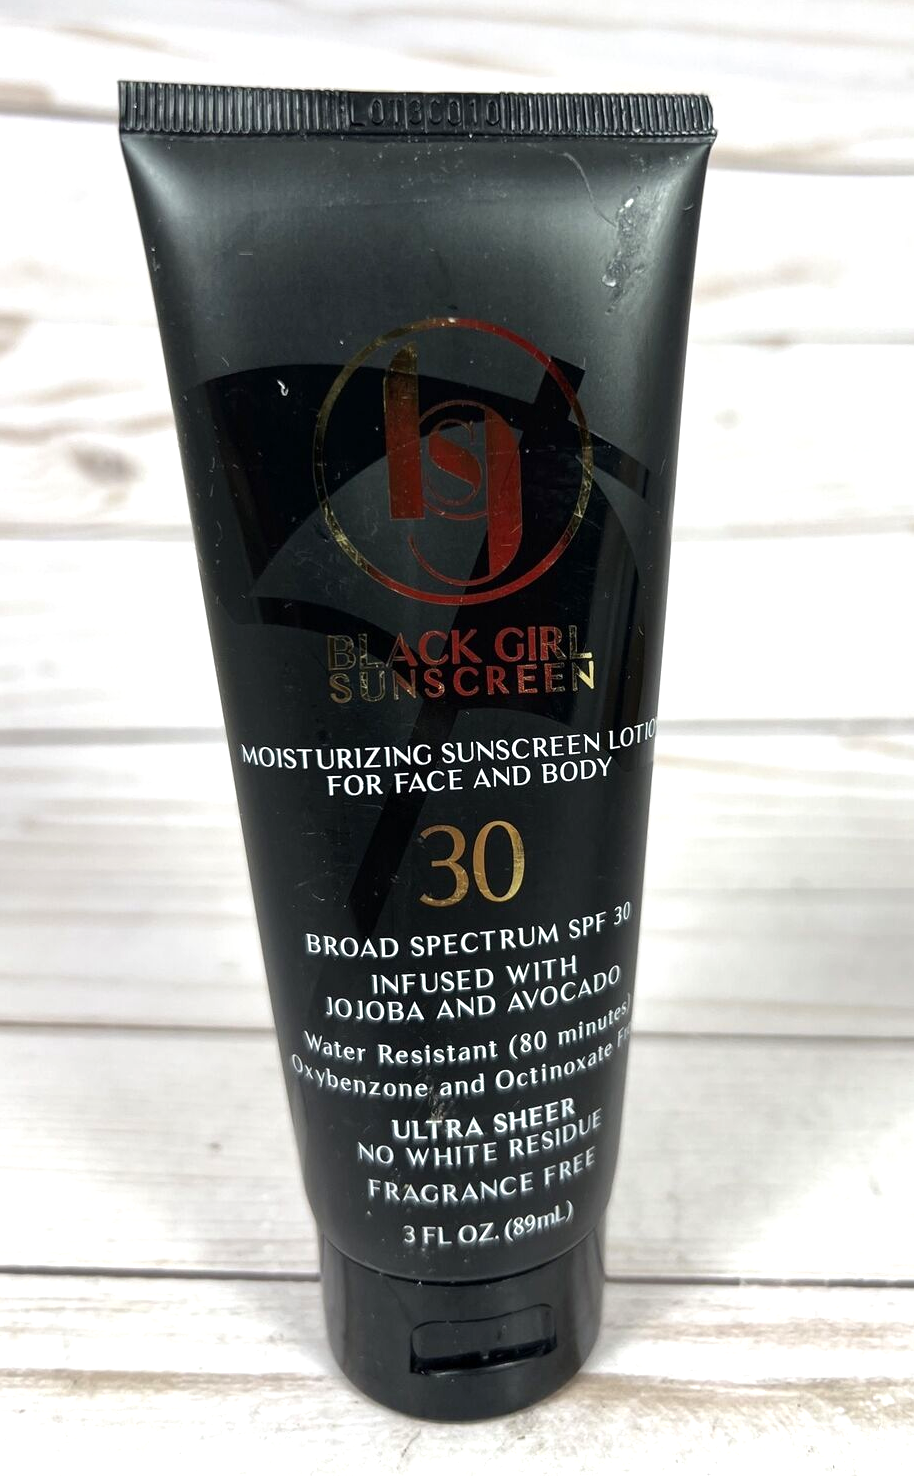 bsg
BLACK GIRL
SUNSCREEN
MOISTURIZING SUNSCREEN LOTIO
FOR FACE AND BODY
30
BROAD SPECTRUM SPF 30
INFUSED WITH
JOJOBA AND AVOCADO
Water Resistant (80 minutes)
Oxybenzone and Octinoxate Fr
ULTRA SHEER
NO WHITE RESIDUE
FRAGRANCE FREE
3 FL OZ. (89mL)